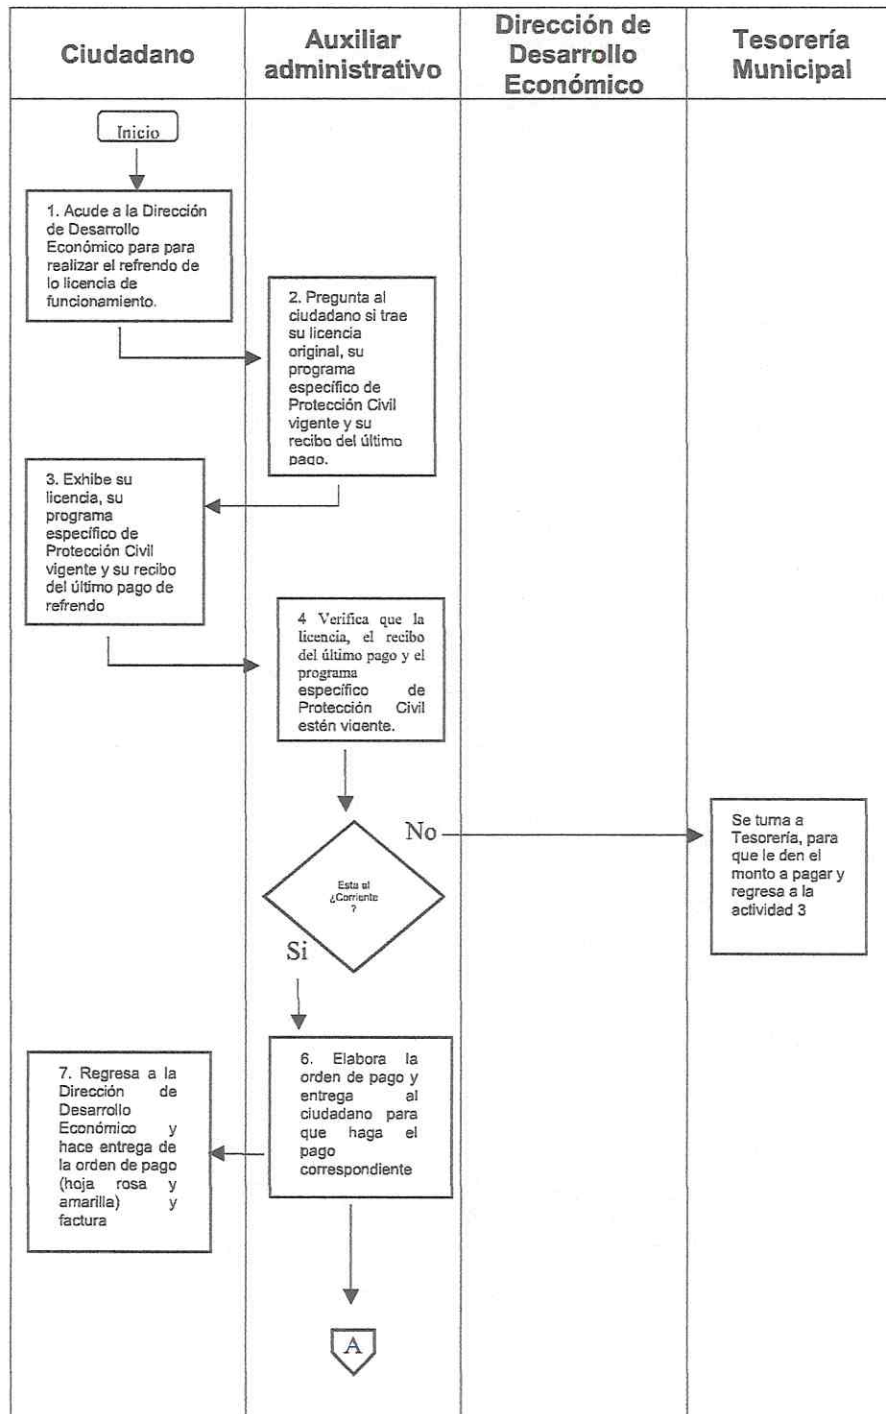 Ciudadano
Auxiliar
administrativo
Dirección de
Desarrollo
Económico
Tesorería
Municipal
Inicio
1. Acude a la Dirección
de Desarrollo
Económico para para
realizar el refrendo de
lo licencia de
funcionamiento.
2. Pregunta al
ciudadano si trae
su licencia
original, su
programa
específico de
Protección Civil
vigente y su
recibo del último
pago.
3. Exhibe su
licencia, su
programa
específico de
Protección Civil
vigente y su recibo
del último pago de
refrendo
4 Verifica que la
licencia, el recibo
del último pago y el
programa
específico de
Protección Civil
estén vigente.
Esta al
¿Corriente
?
No
Si
Se turna a
Tesorería, para
que le den el
monto a pagar y
regresa a la
actividad 3
6. Elabora la
orden de pago y
entrega al
ciudadano para
que haga el
pago
correspondiente
7. Regresa a la
Dirección de
Desarrollo
Económico y
hace entrega de
la orden de pago
(hoja rosa y
amarilla) y
factura
A